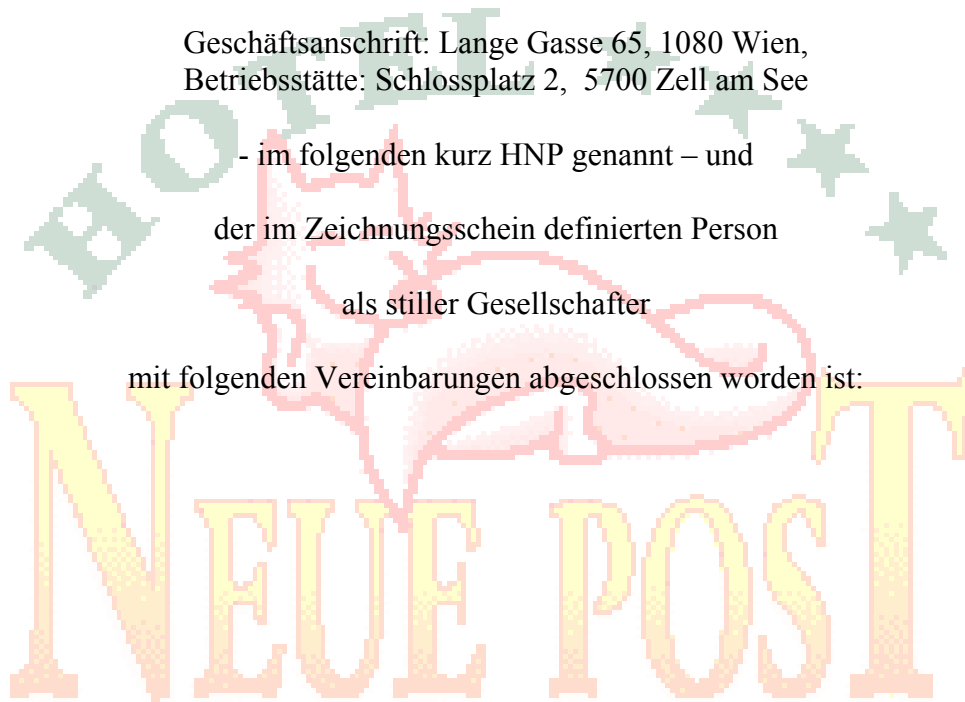 Geschäftsanschrift: Lange Gasse 65, 1080 Wien,
Betriebsstätte: Schlossplatz 2, 5700 Zell am See
- im folgenden kurz HNP genannt – und
der im Zeichnungsschein definierten Person
als stiller Gesellschafter
mit folgenden Vereinbarungen abgeschlossen worden ist:
HOTEL
NEUE POST